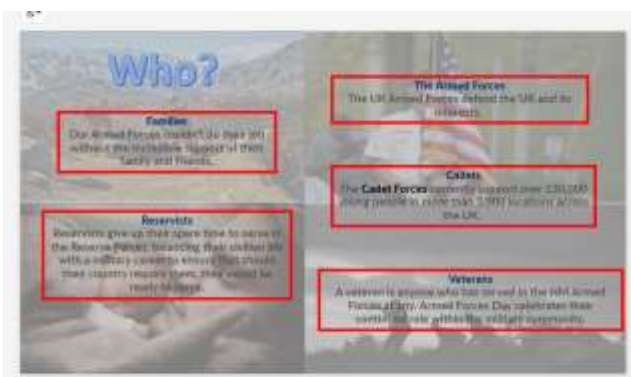 Who?
Families
Our Armed Forces couldn't do their job
without the incredible support of their
family and friends.
Reservists
Reservists give up their spare time to serve in
the Reserve Forces, balancing their civilian life
with a military career to ensure that should
their country require them, they would be
ready to serve.
The Armed Forces
The UK Armed Forces defend the UK and its
interests.
Cadets
The Cadet Forces currently support over 130,000
young people in more than locations across
the UK.
Veterans
A veteran is anyone who has served in the HM Armed
Forces at any. Armed Forces Day celebrates their
continued role within the military community.